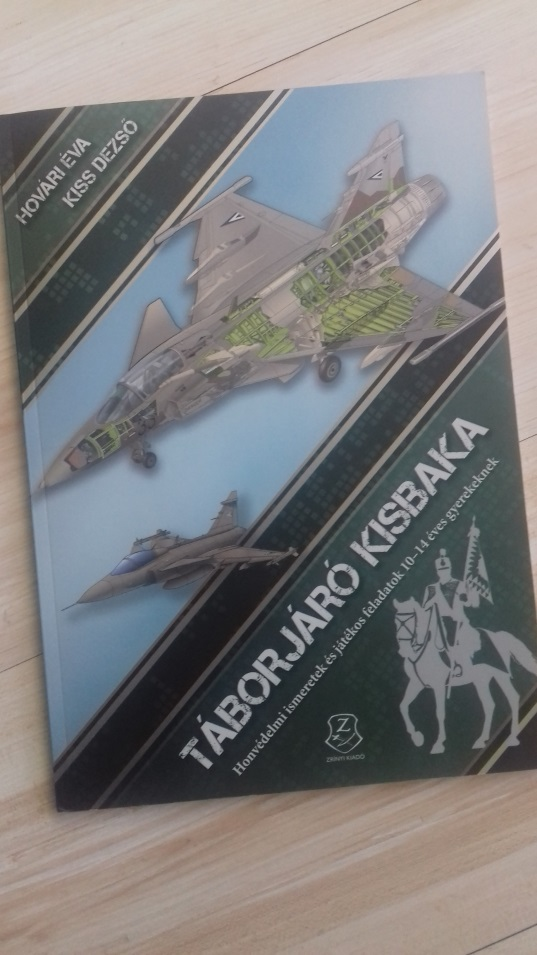 HOVÁRI ÉVA
KISS DEZSŐ
TÁBORJÁRÓ KISBAKA
Honvédelmi ismeretek és játékos feladatok 10–14 éves gyerekeknek
Z
ZRÍNYI KIADÓ